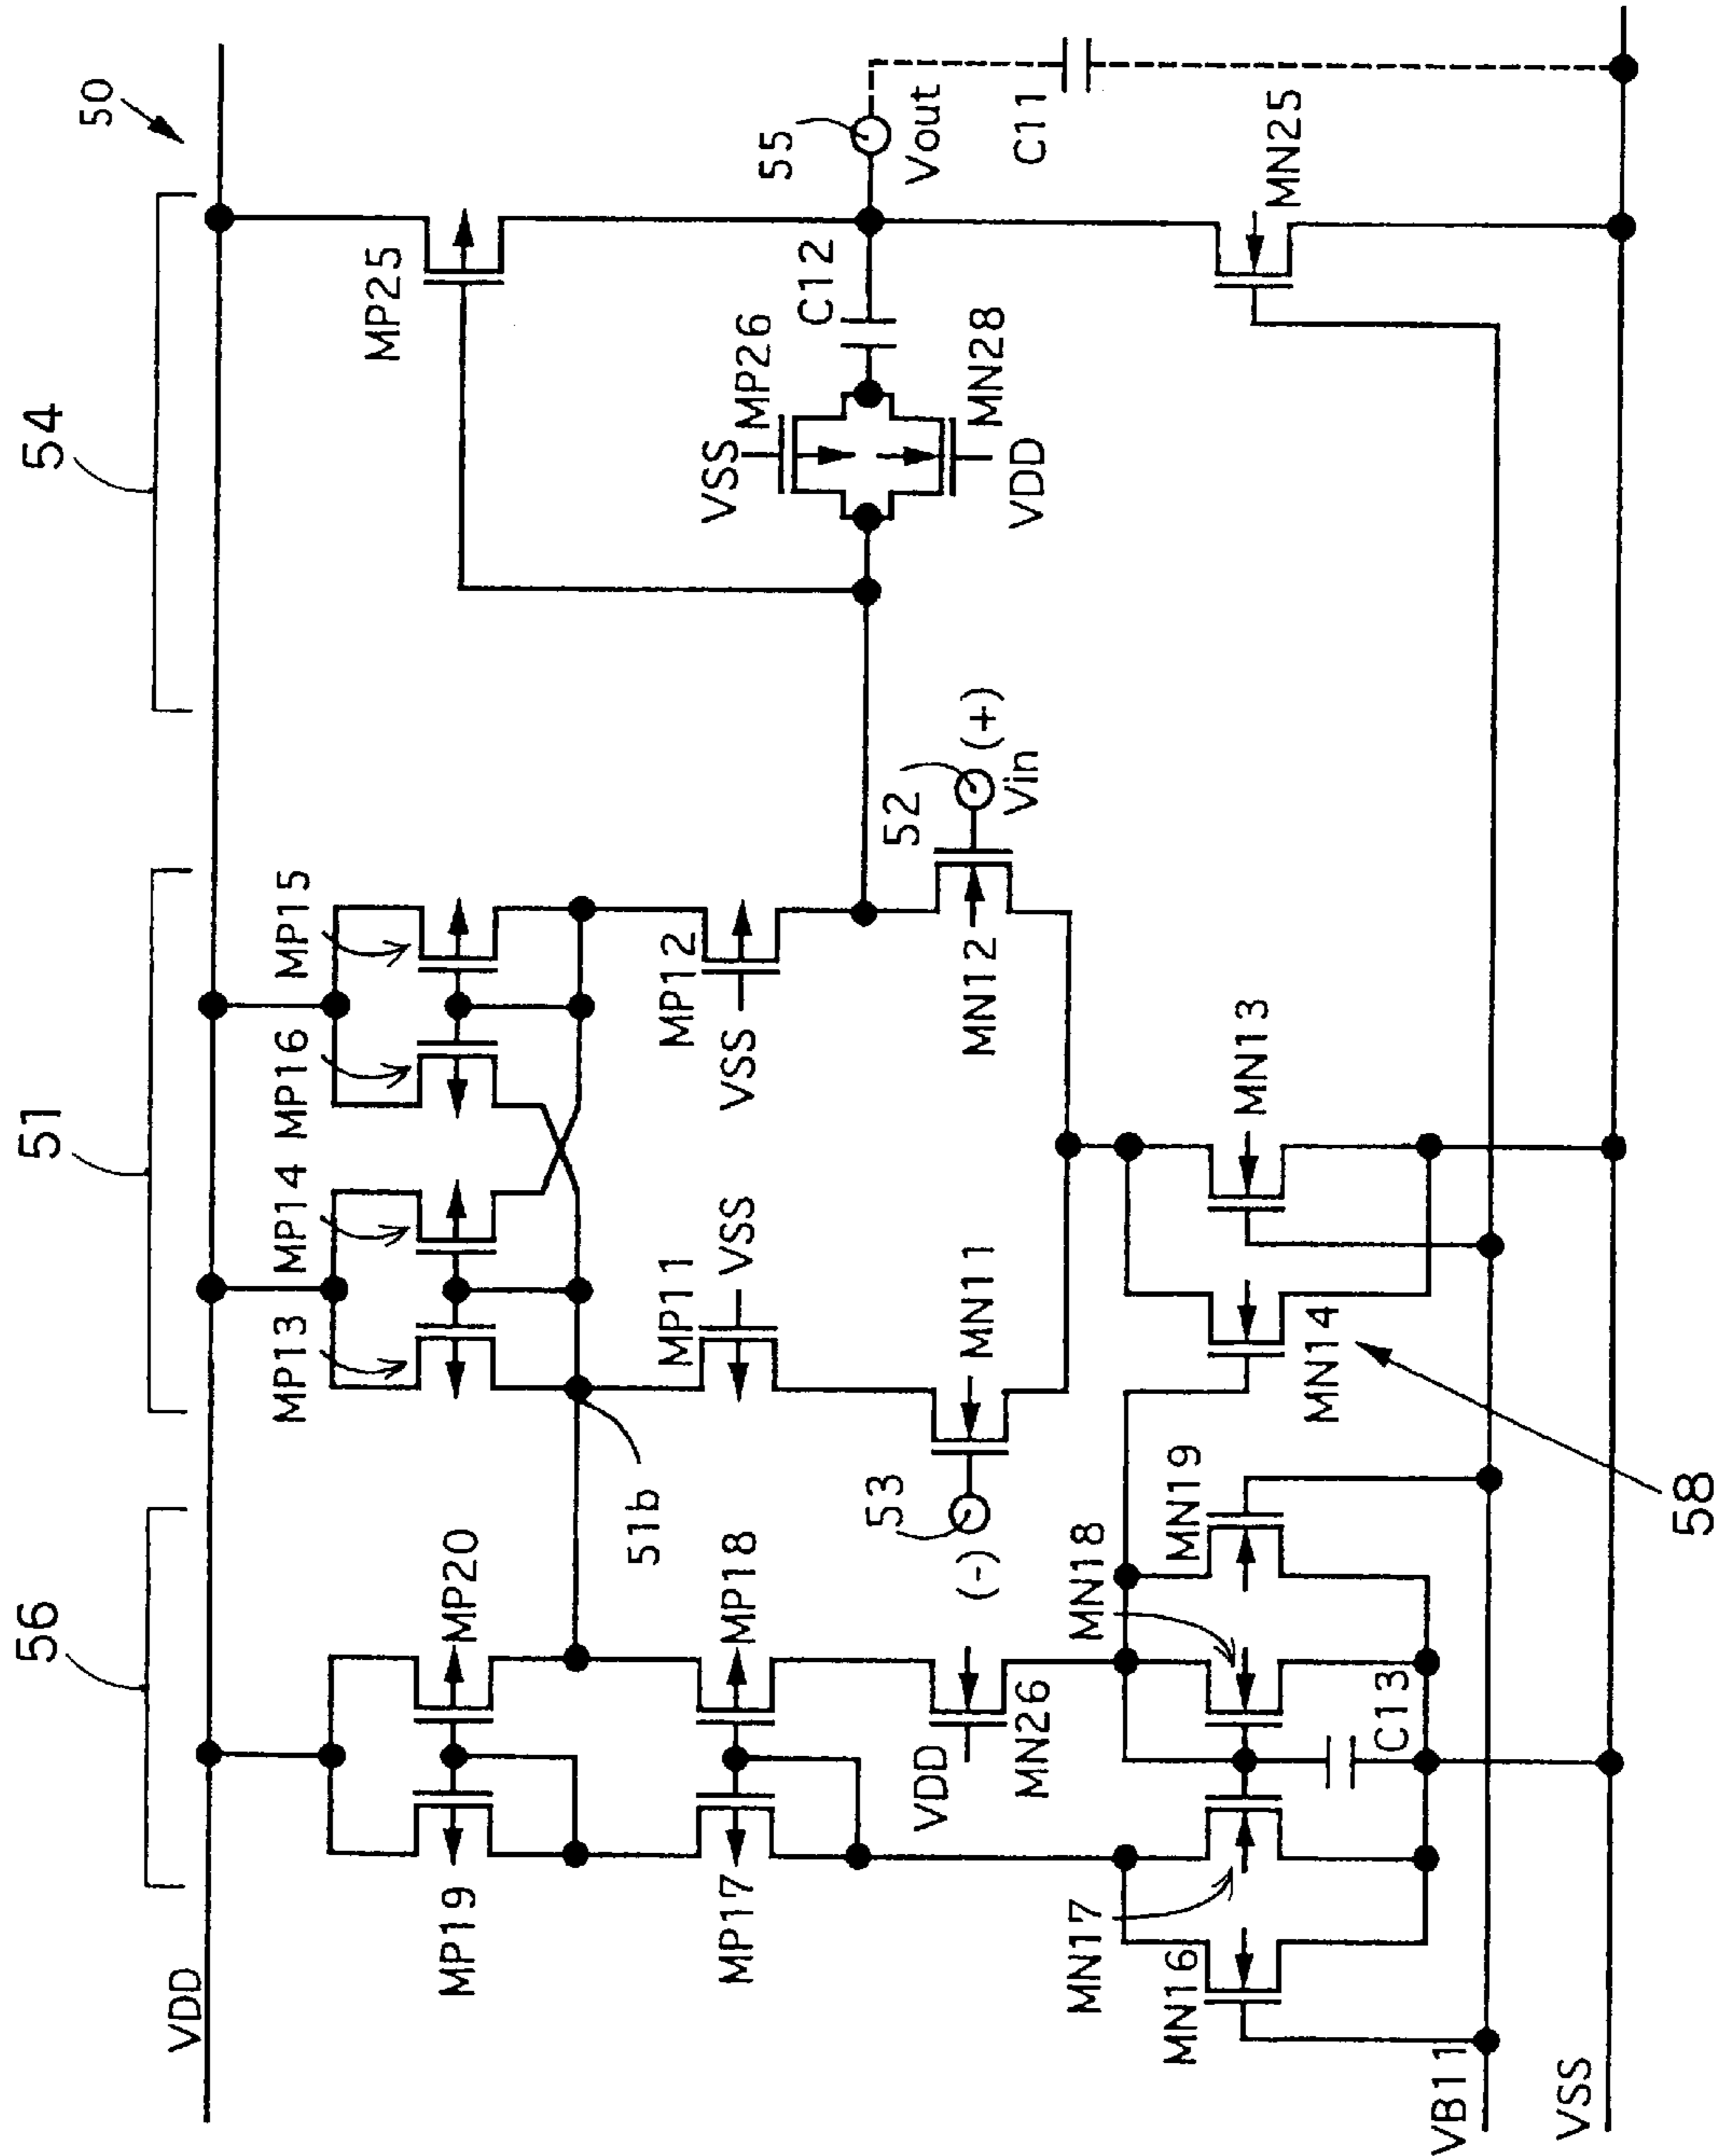 50
54
51
56
VDD
MP25
55
Vout
C11
MN25
C12
MP26
VSS
MN28
VDD
MP15
MP16
MP14
MP13
MP12
VSS
MP11
VSS
52
(+)
Vin
MN12
MN11
53
(-)
51b
MN13
MN14
58
MP20
MP19
MP18
MP17
VDD
MN26
MN19
MN18
C13
MN17
MN16
VB11
VSS